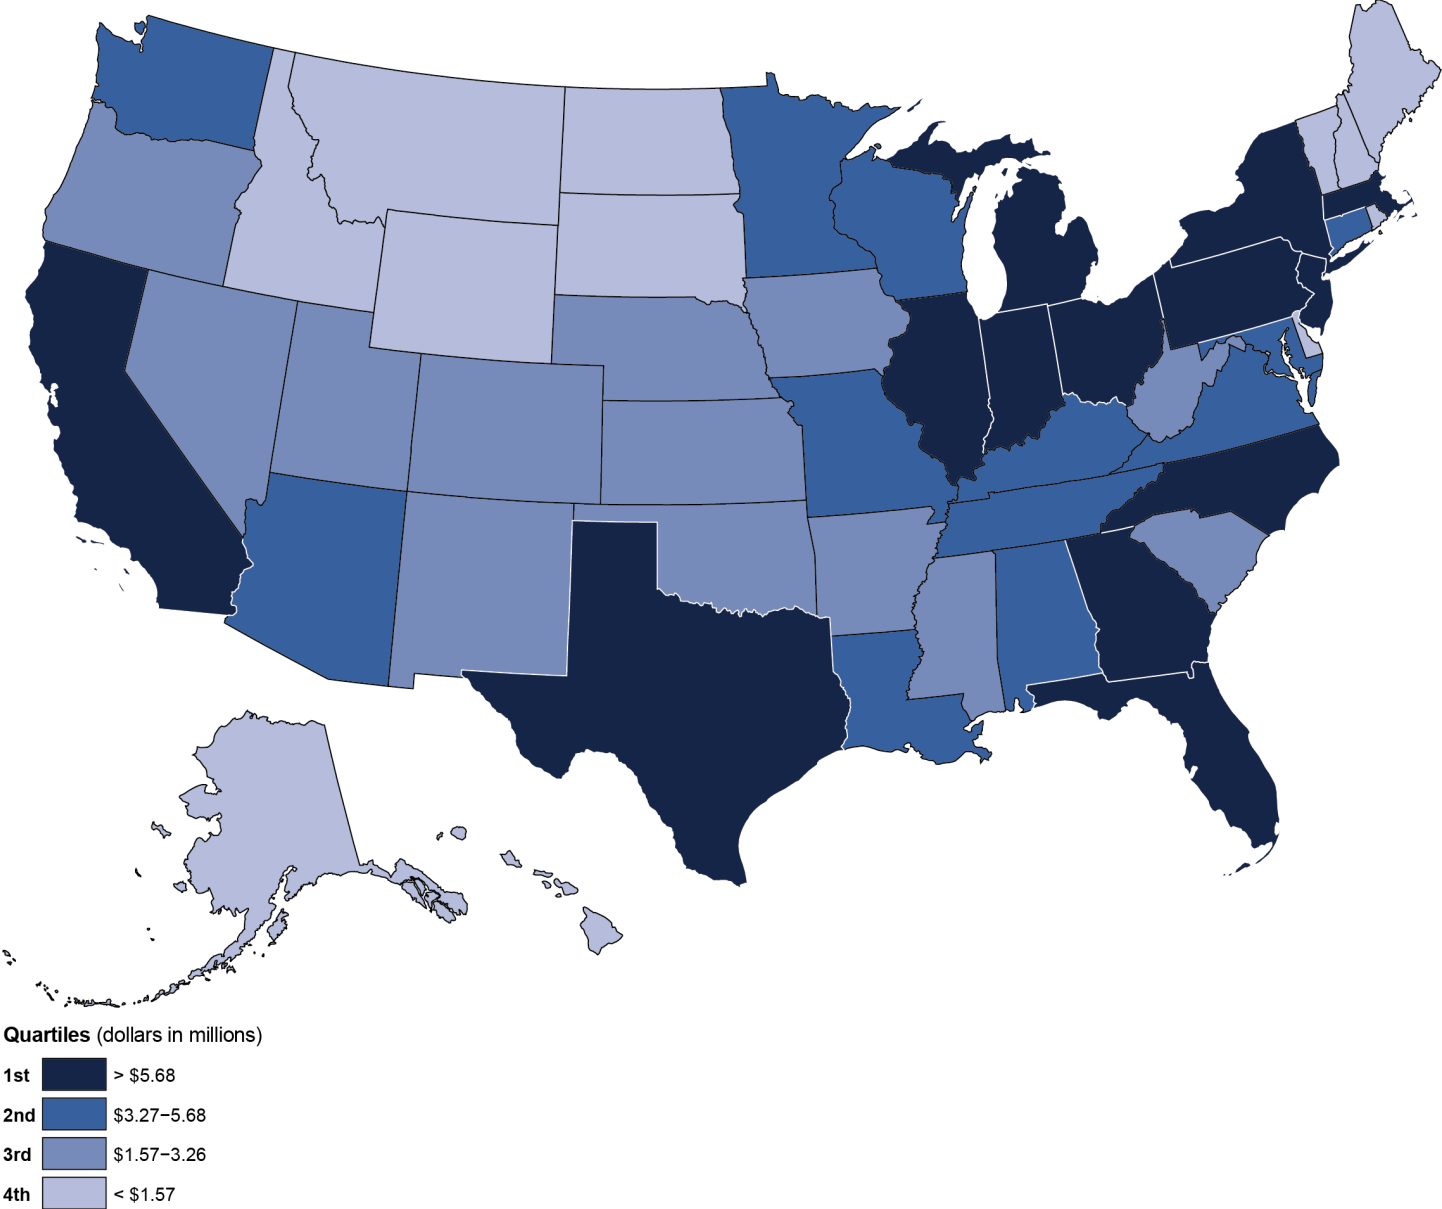 Quartiles (dollars in millions)
1st > $5.68
2nd $3.27−5.68
3rd $1.57−3.26
4th < $1.57